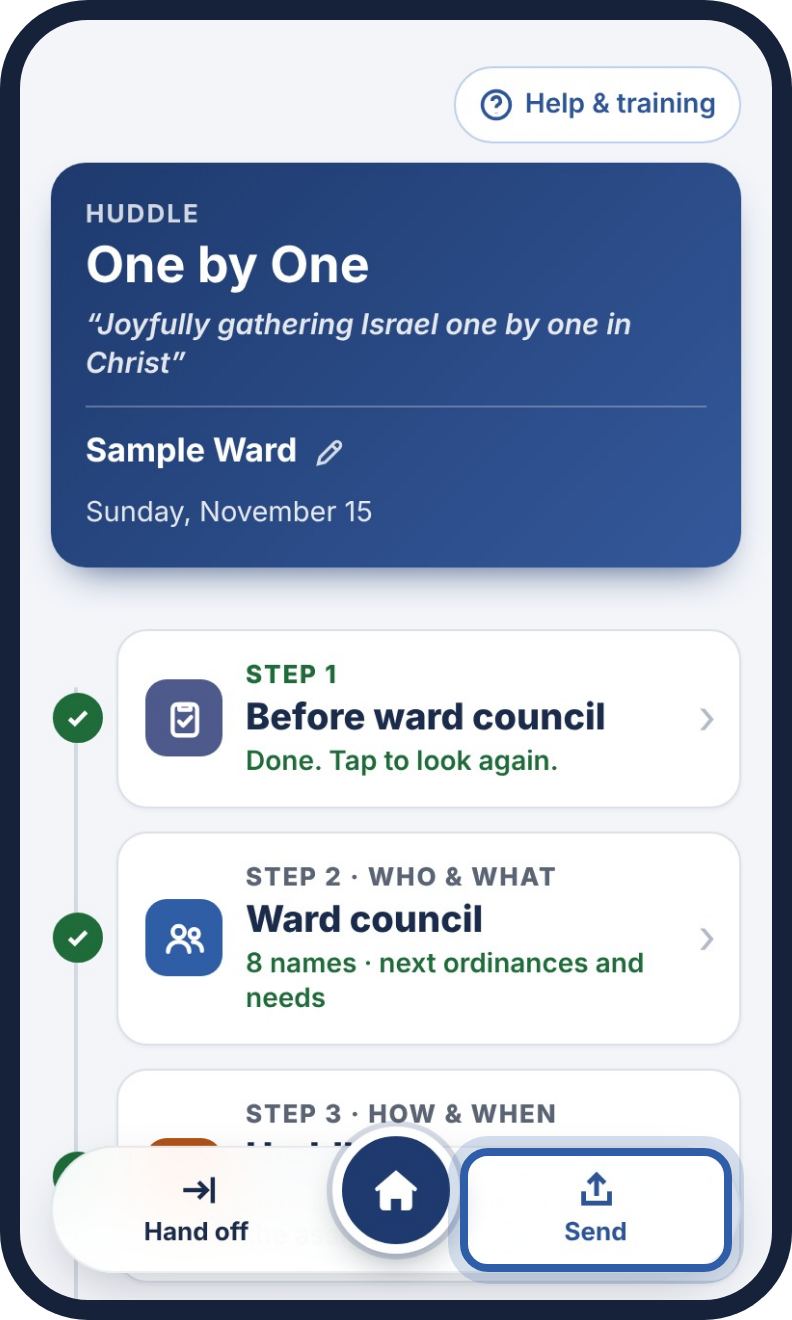 Help & training
HUDDLE
One by One
“Joyfully gathering Israel one by one in
Christ”
Sample Ward
Sunday, November 15
STEP 1
Before ward council
Done. Tap to look again.
STEP 2 · WHO & WHAT
Ward council
8 names · next ordinances and
needs
STEP 3 · HOW & WHEN
Hand off
Send